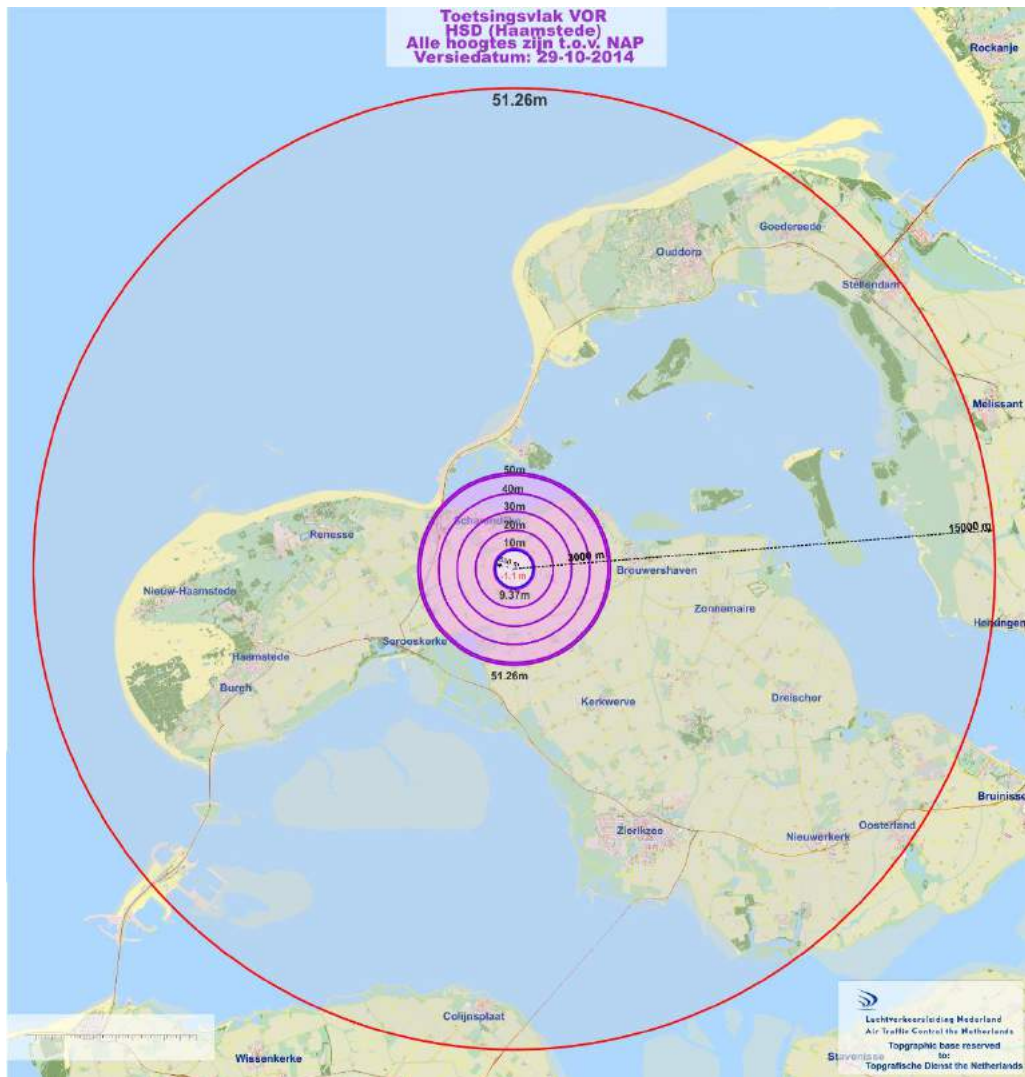 Toetsingsvlak VOR
HSD (Haamstede)
Alle hoogtes zijn t.o.v. NAP
Versiedatum: 29-10-2014
Rockanje
51.26m
Goedereede
Ouddorp
Stellendam
Melissant
50m
40m
30m
20m
10m
Renesse
15000 m
3000 m
-1.1 m
Brouwershaven
Nieuw-Haamstede
9.37m
Zonnemaire
Serooskerke
Haamstede
51.26m
Burgh
Kerkwerve
Dreischor
Zierikzee
Nieuwerkerk
Oosterland
Bruinisse
Colijnsplaat
Wissenkerke
Stavenisse
Luchtverkeersleiding Nederland
Air Traffic Control the Netherlands
Topgraphic base reserved
to:
Topgrafische Dienst the Netherlands